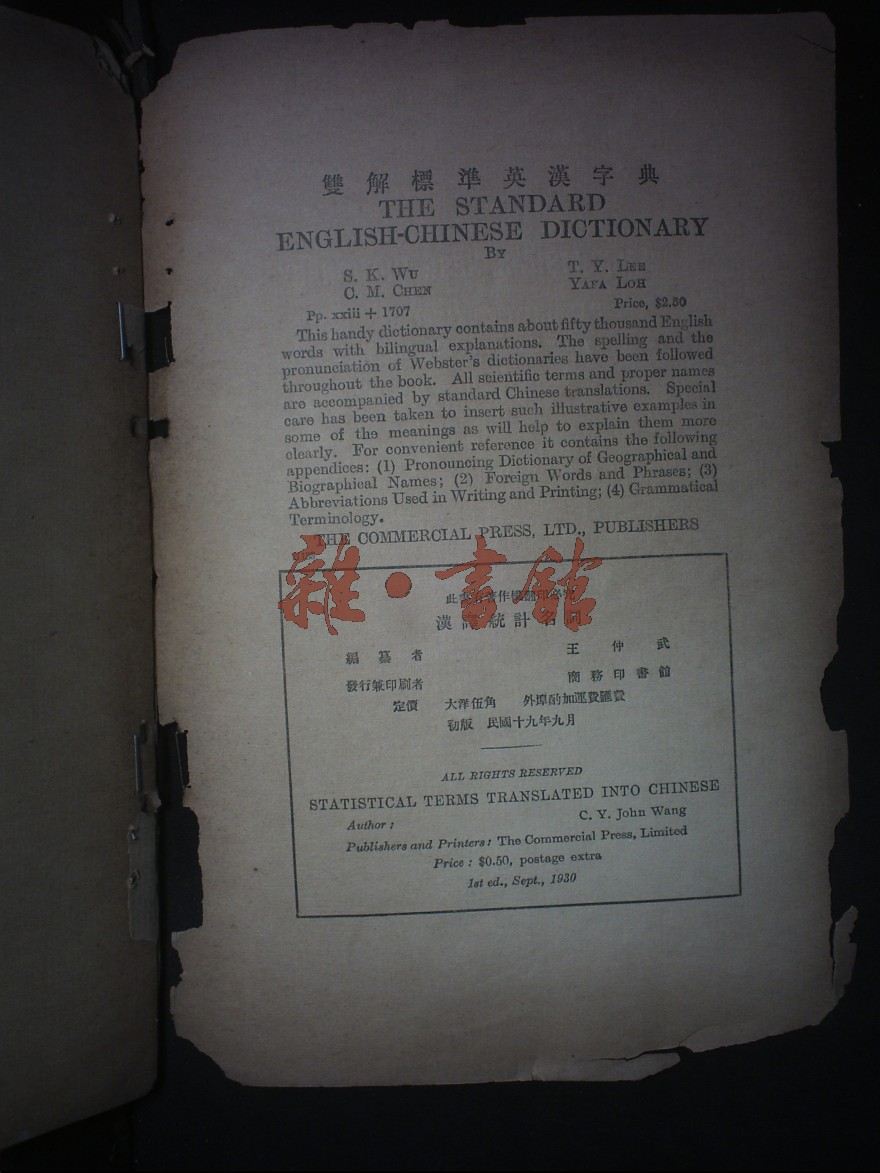 雙解標準英漢字典
THE STANDARD
ENGLISH-CHINESE DICTIONARY
BY
S. K. WU T. Y. LEE
C. M. CHEN YAFA LOH
Pp. xxiii + 1707 Price, $2.50
This handy dictionary contains about fifty thousand English
words with bilingual explanations. The spelling and the
pronunciation of Webster's dictionaries have been followed
throughout the book. All scientific terms and proper names
are accompanied by standard Chinese translations. Special
care has been taken to insert such illustrative examples in
some of the meanings as will help to explain them more
clearly. For convenient reference it contains the following
appendices: (1) Pronouncing Dictionary of Geographical and
Biographical Names; (2) Foreign Words and Phrases; (3)
Abbreviations Used in Writing and Printing; (4) Grammatical
Terminology.
THE COMMERCIAL PRESS, LTD., PUBLISHERS
雜·書館
此書有著作權翻印必究
漢譯統計名詞
編纂者 王仲武
發行兼印刷者 商務印書館
定價 大洋伍角 外埠酌加運費匯費
初版 民國十九年九月
ALL RIGHTS RESERVED
STATISTICAL TERMS TRANSLATED INTO CHINESE
Author: C. Y. John Wang
Publishers and Printers: The Commercial Press, Limited
Price: $0.50, postage extra
1st ed., Sept., 1930